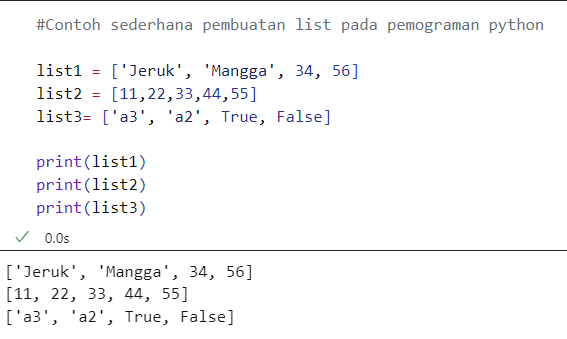 #Contoh sederhana pembuatan list pada pemograman python
list1 = ['Jeruk', 'Mangga', 34, 56]
list2 = [11,22,33,44,55]
list3= ['a3', 'a2', True, False]
print(list1)
print(list2)
print(list3)
0.0s
['Jeruk', 'Mangga', 34, 56]
[11, 22, 33, 44, 55]
['a3', 'a2', True, False]